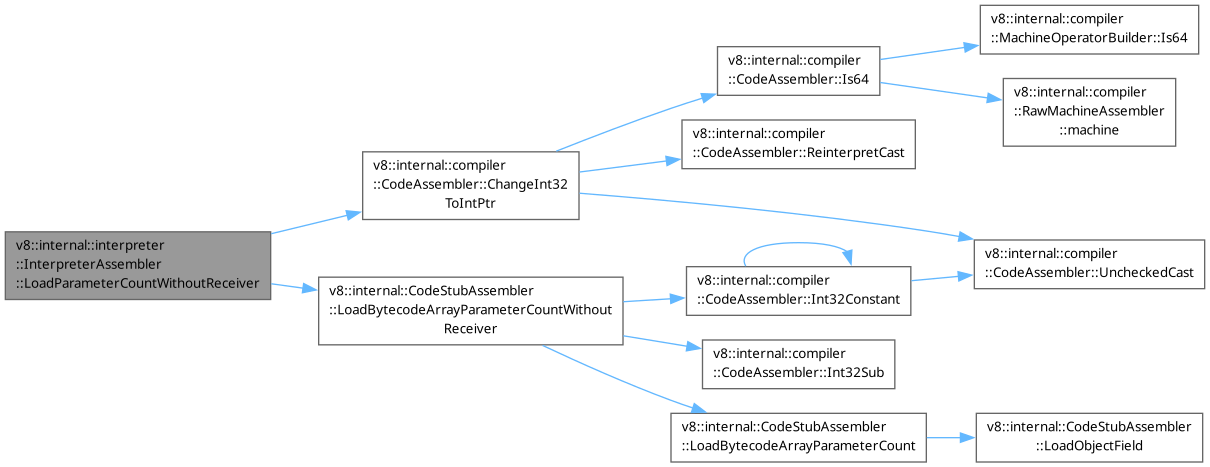 v8::internal::interpreter
::InterpreterAssembler
::LoadParameterCountWithoutReceiver
v8::internal::compiler
::CodeAssembler::ChangeInt32
ToIntPtr
v8::internal::compiler
::CodeAssembler::Is64
v8::internal::compiler
::MachineOperatorBuilder::Is64
v8::internal::compiler
::RawMachineAssembler
::machine
v8::internal::compiler
::CodeAssembler::ReinterpretCast
v8::internal::compiler
::CodeAssembler::UncheckedCast
v8::internal::CodeStubAssembler
::LoadBytecodeArrayParameterCountWithout
Receiver
v8::internal::compiler
::CodeAssembler::Int32Constant
v8::internal::compiler
::CodeAssembler::Int32Sub
v8::internal::CodeStubAssembler
::LoadBytecodeArrayParameterCount
v8::internal::CodeStubAssembler
::LoadObjectField